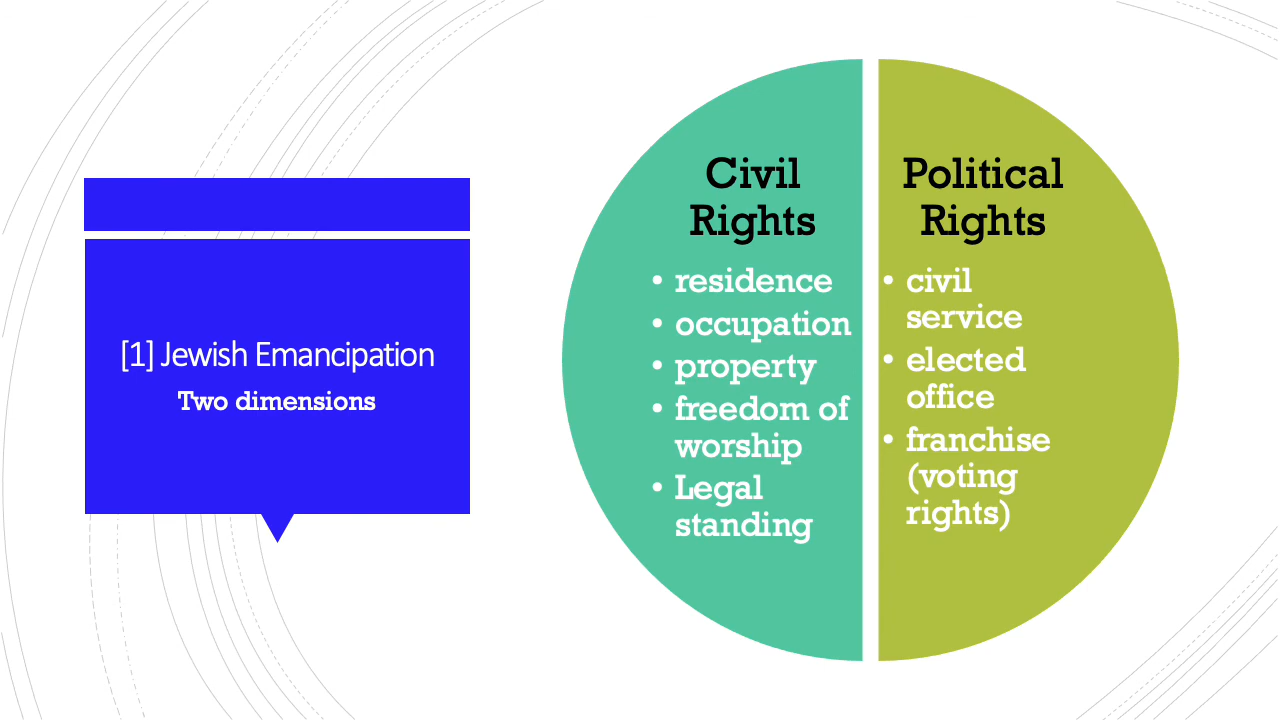 [1] Jewish Emancipation
Two dimensions
Civil
Rights
• residence
• occupation
• property
• freedom of
worship
• Legal
standing
Political
Rights
• civil
service
• elected
office
• franchise
(voting
rights)